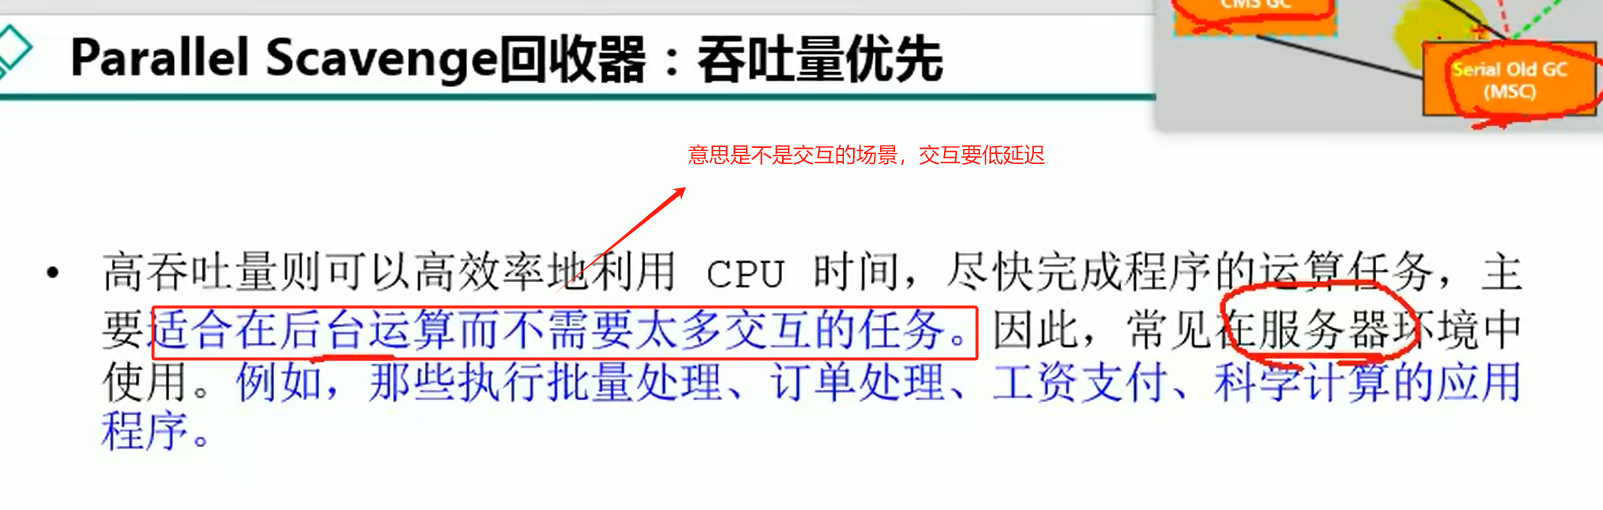 CMS GC
Parallel Scavenge回收器：吞吐量优先
Serial Old GC
(MSC)
意思是不是交互的场景，交互要低延迟
• 高吞吐量则可以高效率地利用 CPU 时间，尽快完成程序的运算任务，主
要适合在后台运算而不需要太多交互的任务。因此，常见在服务器环境中
使用。例如，那些执行批量处理、订单处理、工资支付、科学计算的应用
程序。